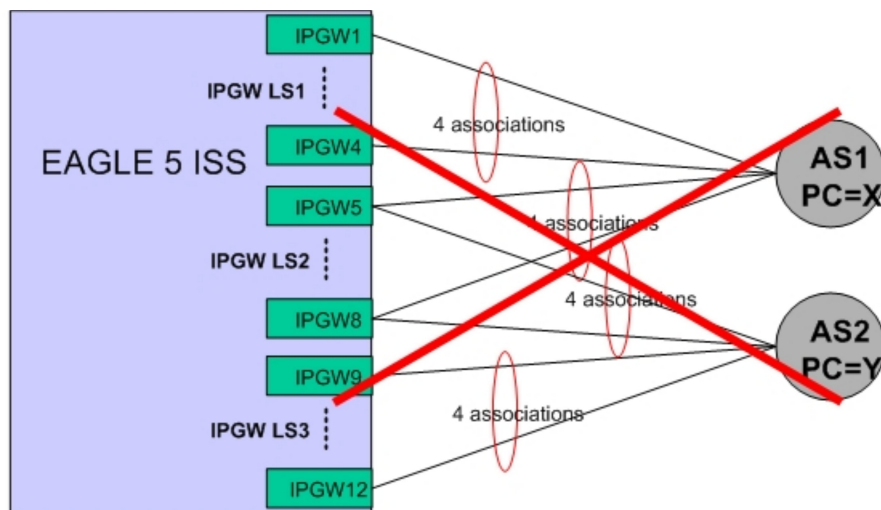 IPGW1
IPGW LS1
4 associations
IPGW4
EAGLE 5 ISS
AS1
PC=X
IPGW5
4 associations
IPGW LS2
4 associations
IPGW8
AS2
PC=Y
IPGW9
4 associations
IPGW LS3
IPGW12